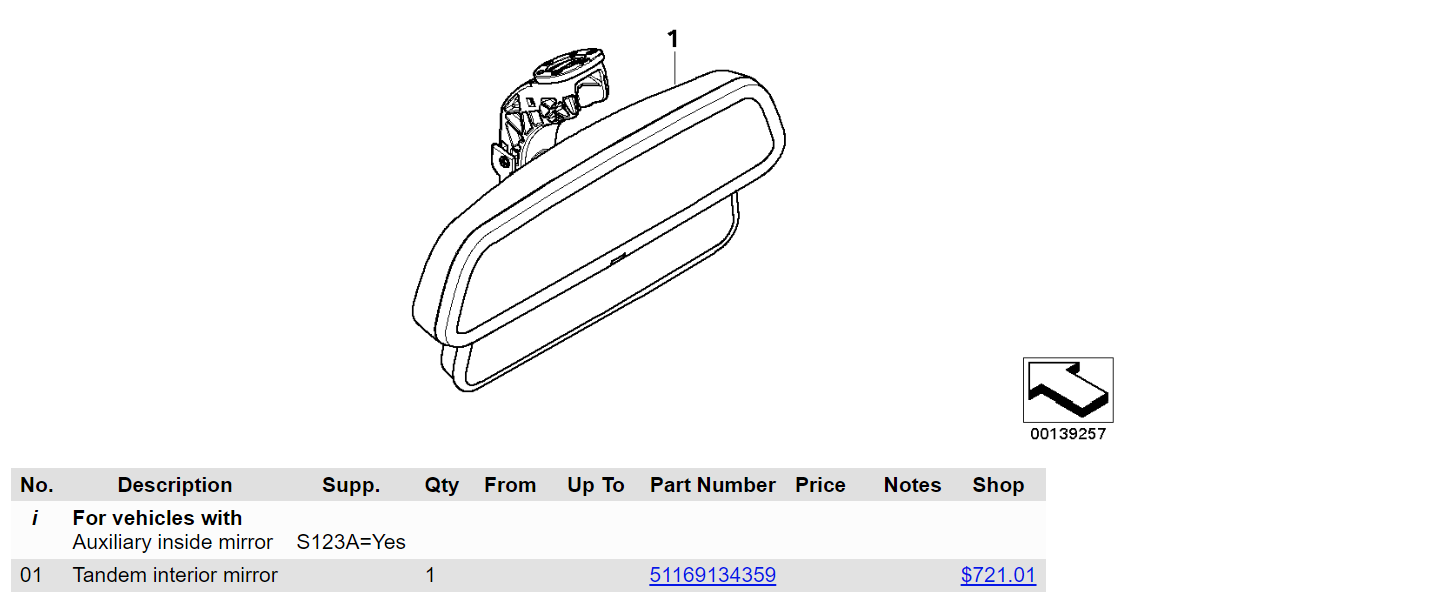 1
00139257
No. Description Supp. Qty From Up To Part Number Price Notes Shop
i For vehicles with
Auxiliary inside mirror S123A=Yes
01 Tandem interior mirror 1 51169134359 $721.01